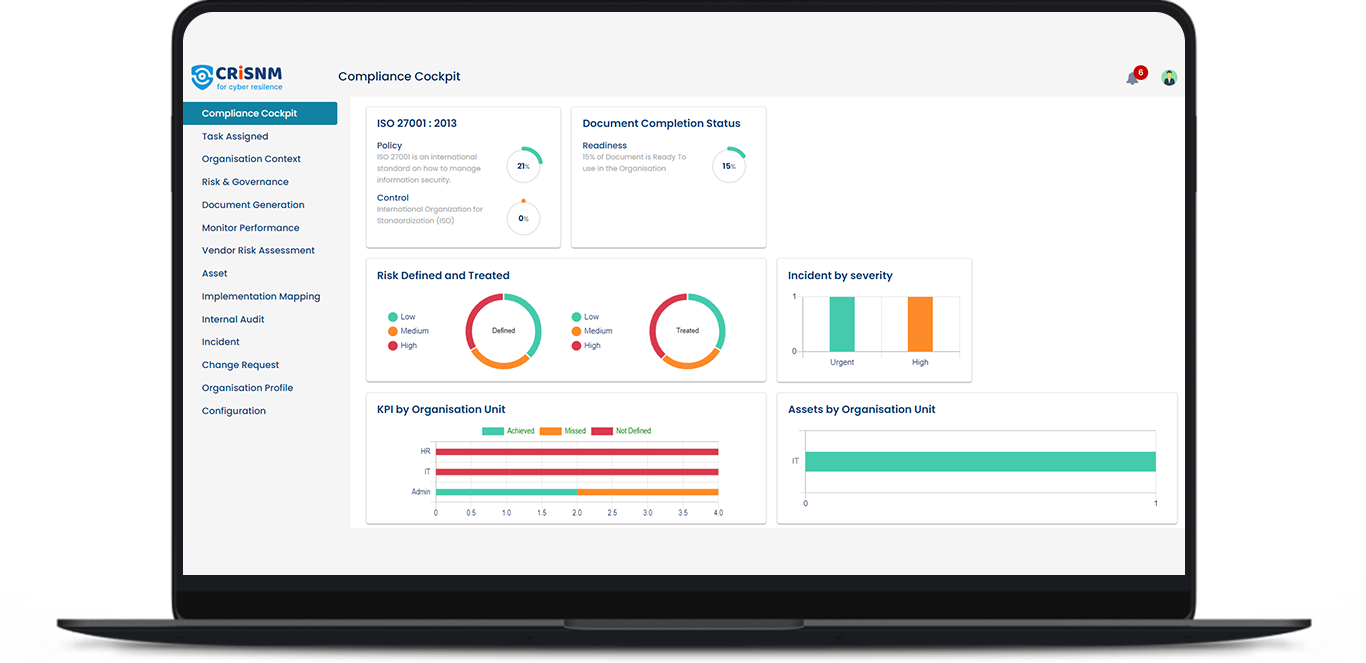 CRiSNM
for cyber resilence
Compliance Cockpit
6
Compliance Cockpit
Task Assigned
Organisation Context
Risk & Governance
Document Generation
Monitor Performance
Vendor Risk Assessment
Asset
Implementation Mapping
Internal Audit
Incident
Change Request
Organisation Profile
Configuration
ISO 27001 : 2013
Policy
ISO 27001 is an international
standard on how to manage
information security.
21%
Control
International Organization for
Standardization (ISO)
0%
Document Completion Status
Readiness
15% of Document is Ready To
use in the Organisation
15%
Risk Defined and Treated
Low
Medium
High
Defined
Low
Medium
High
Treated
Incident by severity
1
0
Urgent High
KPI by Organisation Unit
Achieved Missed Not Defined
HR
IT
Admin
0 0.5 1.0 1.5 2.0 2.5 3.0 3.5 4.0
Assets by Organisation Unit
IT
0 1